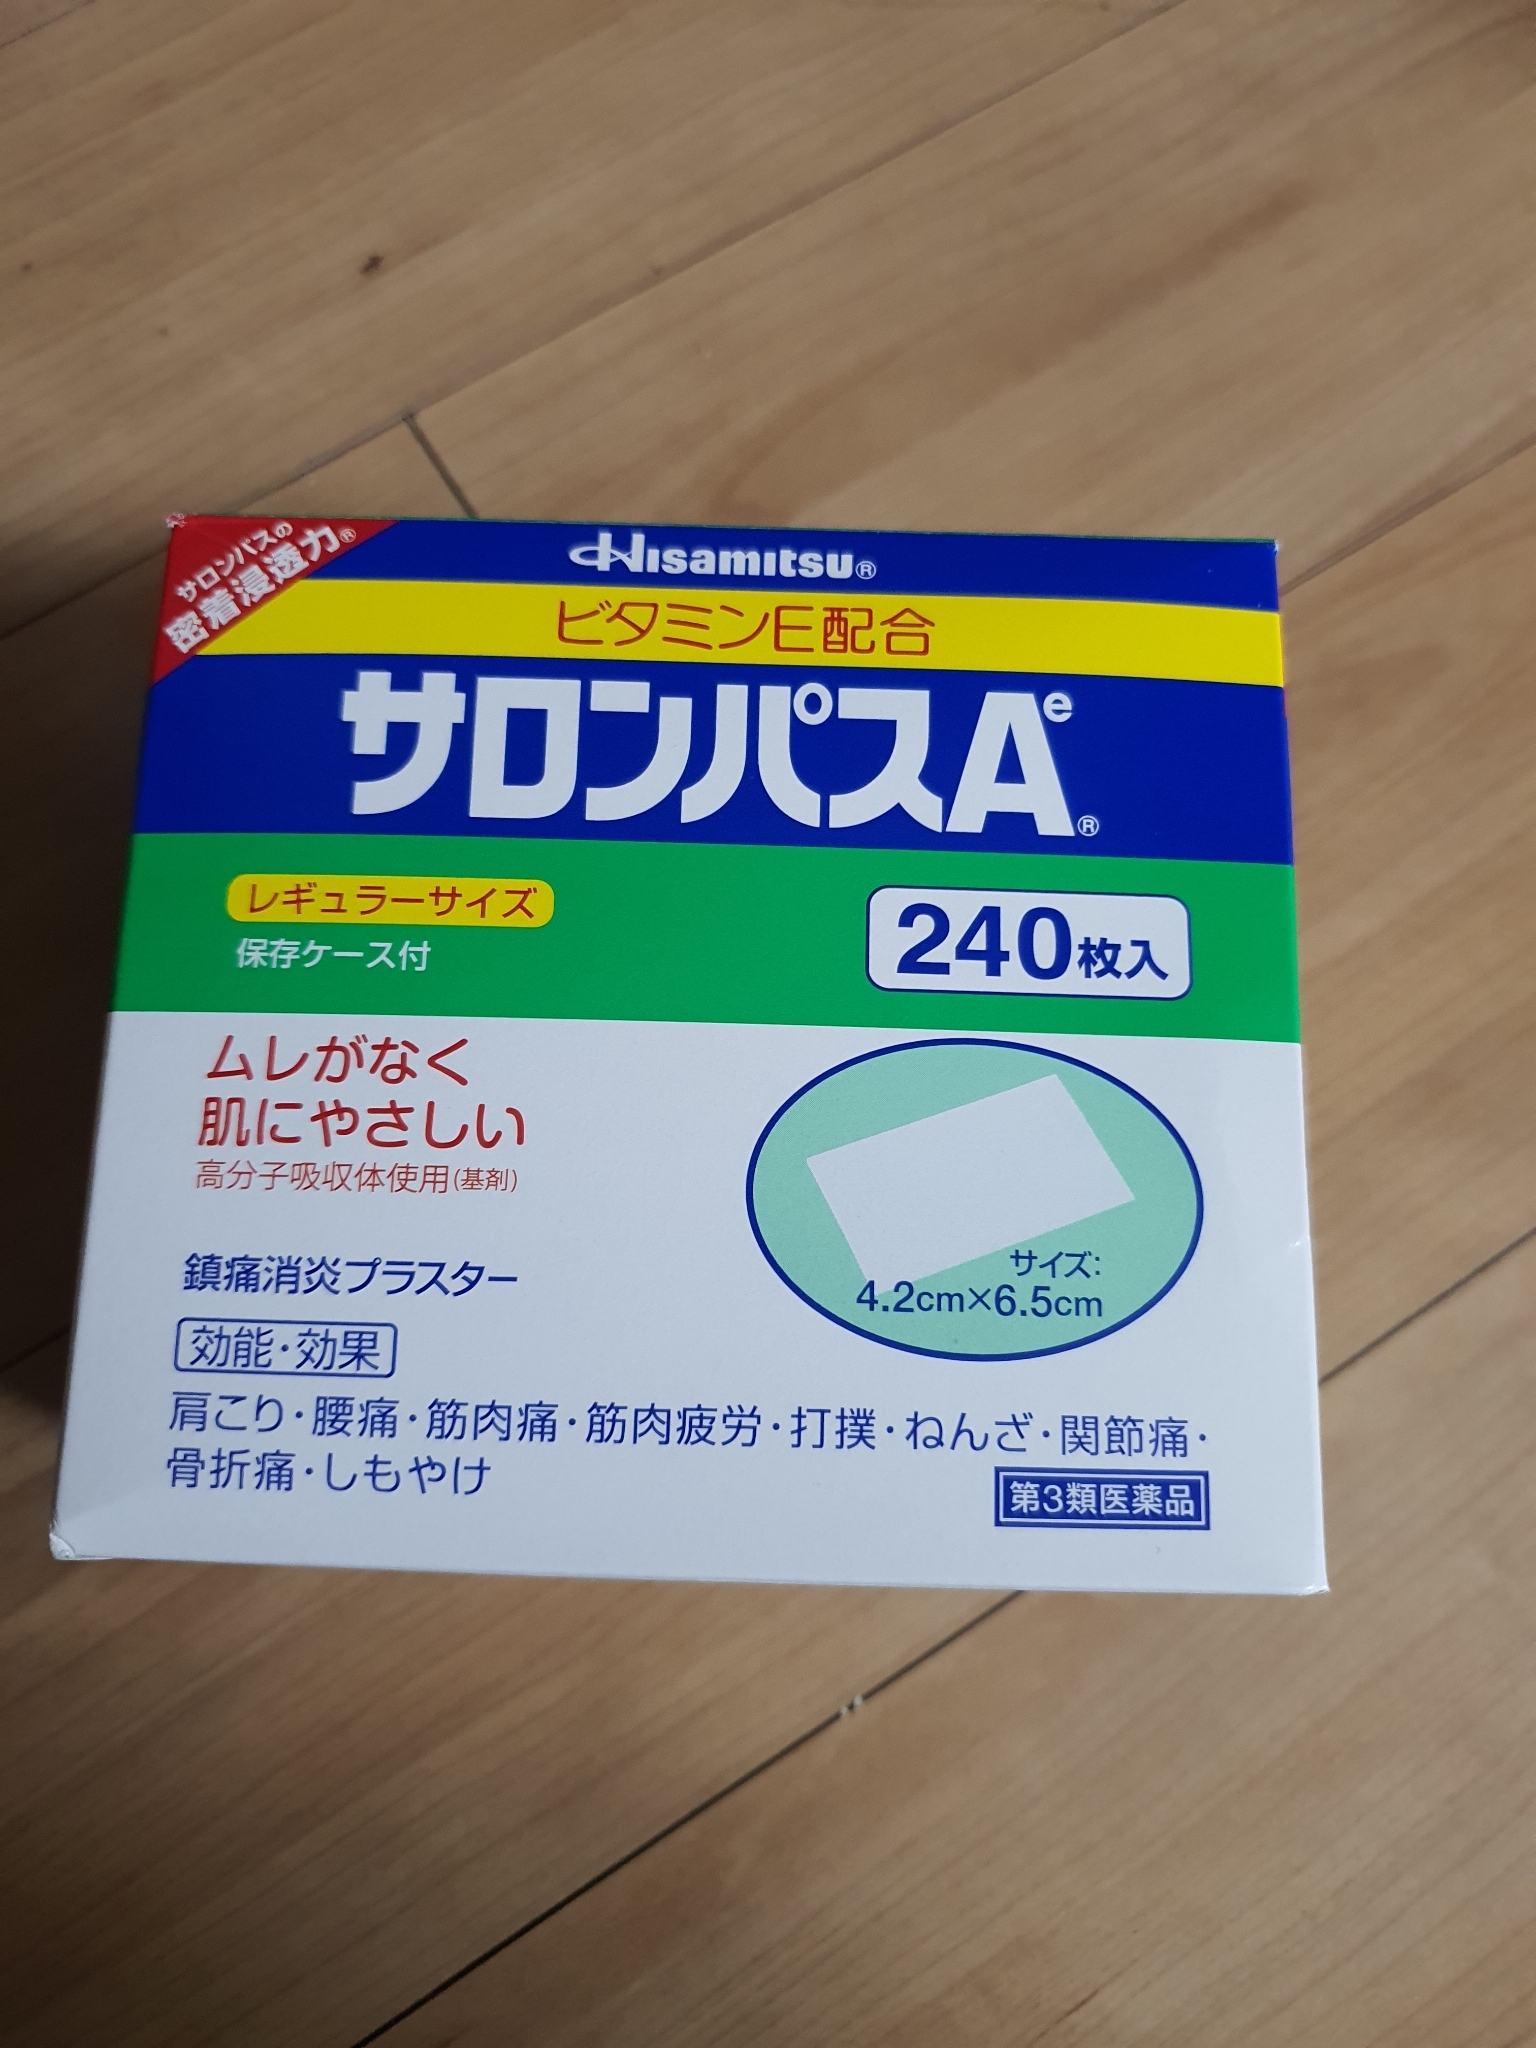 サロンパスの
密着浸透力®
Hisamitsu®
ビタミンE配合
サロンパスAe®
レギュラーサイズ
保存ケース付
240枚入
ムレがなく
肌にやさしい
高分子吸収体使用(基剤)
サイズ:
4.2cm×6.5cm
鎮痛消炎プラスター
効能・効果
肩こり・腰痛・筋肉痛・筋肉疲労・打撲・ねんざ・関節痛・
骨折痛・しもやけ
第3類医薬品